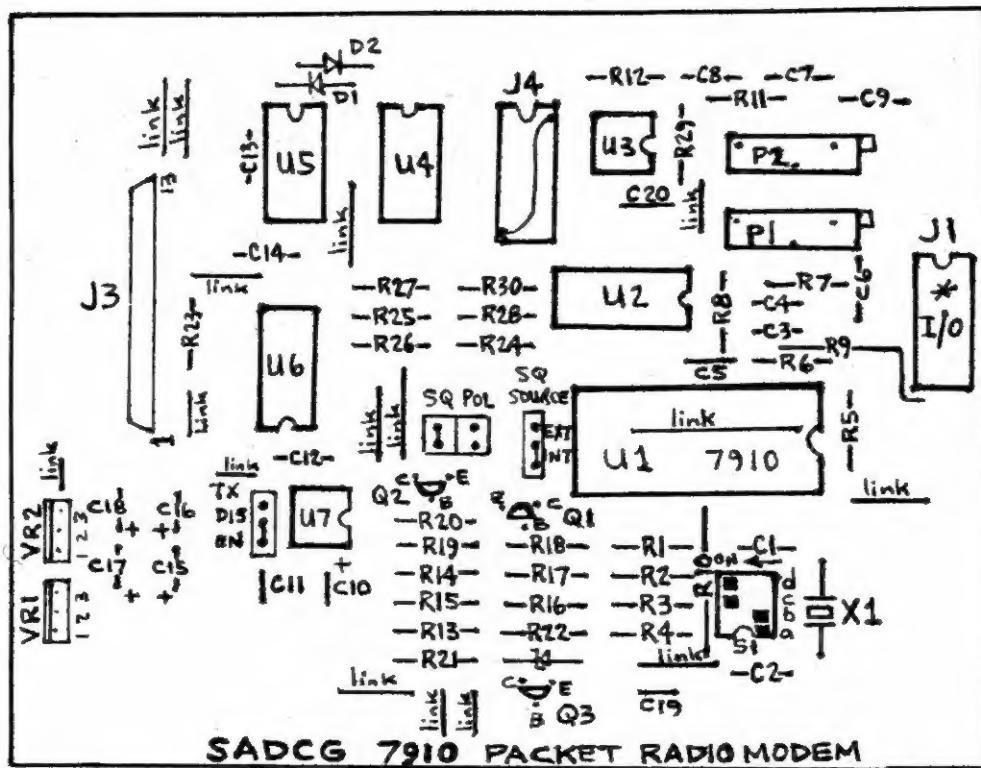 D2
D1
J4
R12 C8 C7
R11 C9
link
link
C13
U5
U4
U3
R29
P2
13
C20
link
link
P1
J1
C14
link
J3
R27 R30
U2
R8
R7
C6
C4
*
I/O
R25 R28
R23
C3
R26 R24
R9
R6
U6
C5
SQ POL
SQ
SOURCE
link
link
link
EXT
INT
link
U1 7910
R5
1
C12
link
link
link
TX
DIS
EN
U7
C E
B
Q2
E
C B
Q1
C18 C16
VR2
3
2
1
R20
R19 R18 R1
ON
C1
C17 C15
R14 R17 R2
C11
+
C10
R15 R16 R3
d
c
b
a
X1
VR1
3
2
1
R13 R22 R4
S1
R21
link
C2
link
C E
B
Q3
link
link
C19
SADCG 7910 PACKET RADIO MODEM